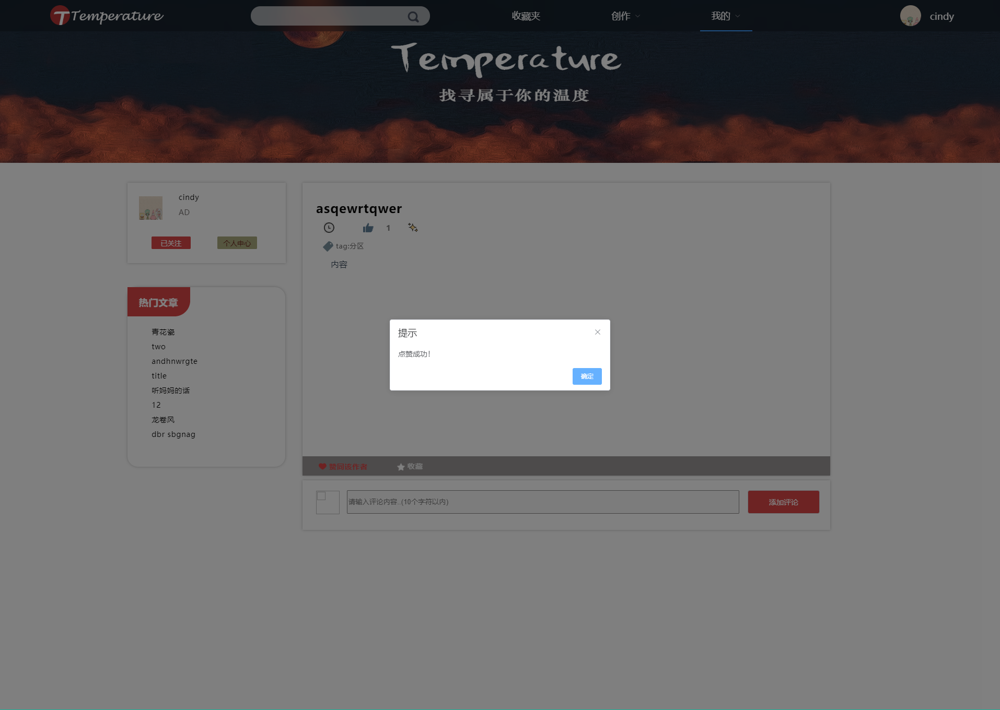 Temperature
收藏夹
创作
我的
cindy
Temperature
找寻属于你的温度
cindy
AD
已关注
个人中心
热门文章
青花瓷
two
andhnwrgte
title
听妈妈的话
12
龙卷风
dbr sbgnag
asqewrtqwer
1
tag:分区
内容
提示
点赞成功!
确定
赞同该作者
收藏
请输入评论内容..(10个字符以内)
添加评论